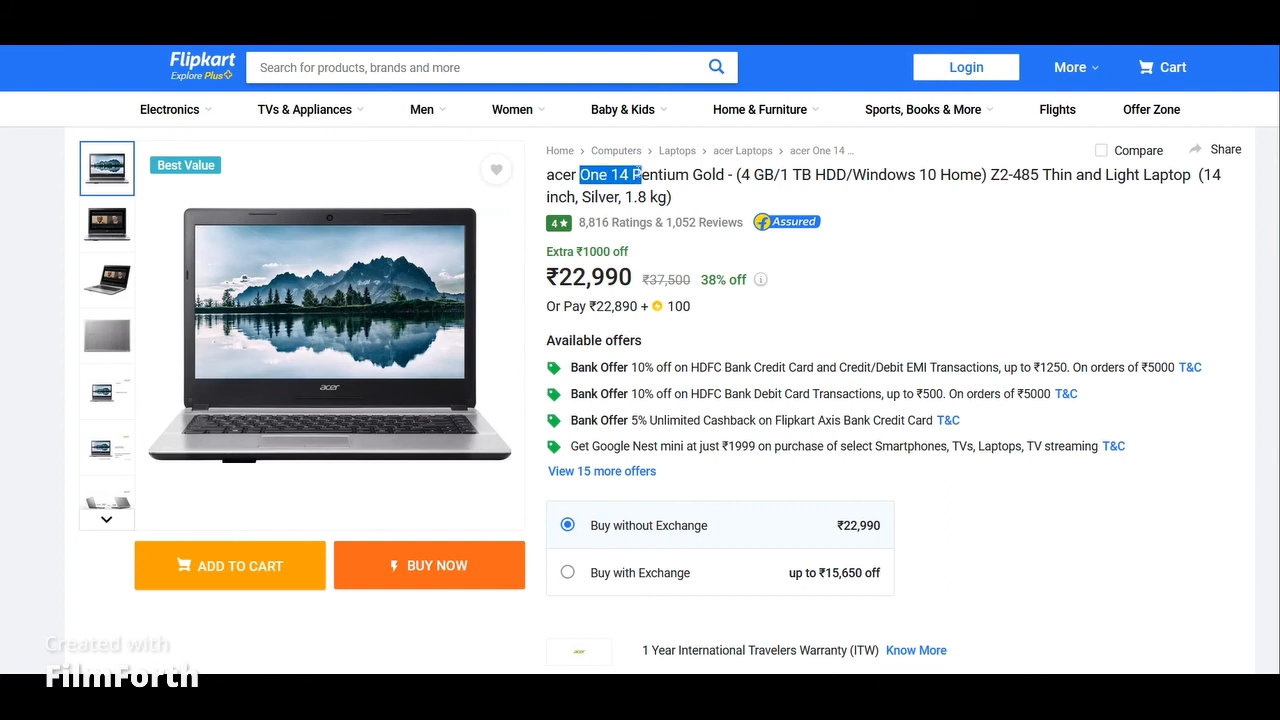 Flipkart
Explore Plus
Search for products, brands and more
Login
More
Cart
Electronics
TVs & Appliances
Men
Women
Baby & Kids
Home & Furniture
Sports, Books & More
Flights
Offer Zone
Best Value
Home > Computers > Laptops > acer Laptops > acer One 14 ...
Compare
Share
acer One 14 Pentium Gold - (4 GB/1 TB HDD/Windows 10 Home) Z2-485 Thin and Light Laptop (14
inch, Silver, 1.8 kg)
4★ 8,816 Ratings & 1,052 Reviews
Assured
Extra ₹1000 off
₹22,990 ₹37,500 38% off
Or Pay ₹22,890 + 100
Available offers
Bank Offer 10% off on HDFC Bank Credit Card and Credit/Debit EMI Transactions, up to ₹1250. On orders of ₹5000 T&C
Bank Offer 10% off on HDFC Bank Debit Card Transactions, up to ₹500. On orders of ₹5000 T&C
Bank Offer 5% Unlimited Cashback on Flipkart Axis Bank Credit Card T&C
Get Google Nest mini at just ₹1999 on purchase of select Smartphones, TVs, Laptops, TV streaming T&C
View 15 more offers
Buy without Exchange ₹22,990
Buy with Exchange up to ₹15,650 off
acer
ADD TO CART
BUY NOW
acer
1 Year International Travelers Warranty (ITW) Know More
Created with
FilmForth